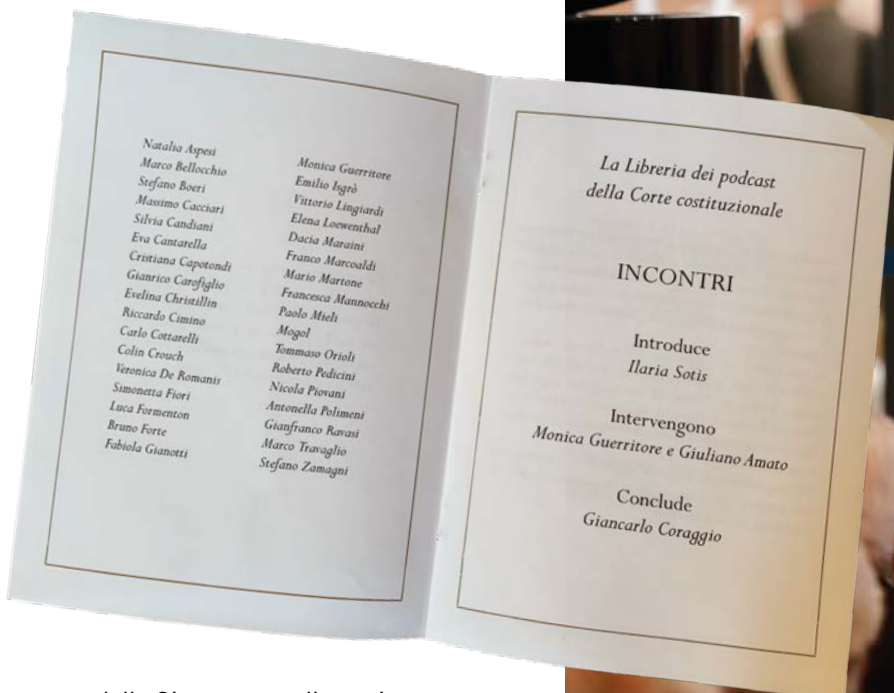 Natalia Aspesi
Marco Bellocchio
Stefano Boeri
Massimo Cacciari
Silvia Candiani
Eva Cantarella
Cristiana Capotondi
Gianrico Carofiglio
Evelina Christillin
Riccardo Cimino
Carlo Cottarelli
Colin Crouch
Veronica De Romanis
Simonetta Fiori
Luca Formenton
Bruno Forte
Fabiola Gianotti
Monica Guerritore
Emilio Isgrò
Vittorio Lingiardi
Elena Loewenthal
Dacia Maraini
Franco Marcoaldi
Mario Martone
Francesca Mannocchi
Paolo Mieli
Mogol
Tommaso Orioli
Roberto Pedicini
Nicola Piovani
Antonella Polimeni
Gianfranco Ravasi
Marco Travaglio
Stefano Zamagni
La Libreria dei podcast
della Corte costituzionale
INCONTRI
Introduce
Ilaria Sotis
Intervengono
Monica Guerritore e Giuliano Amato
Conclude
Giancarlo Coraggio